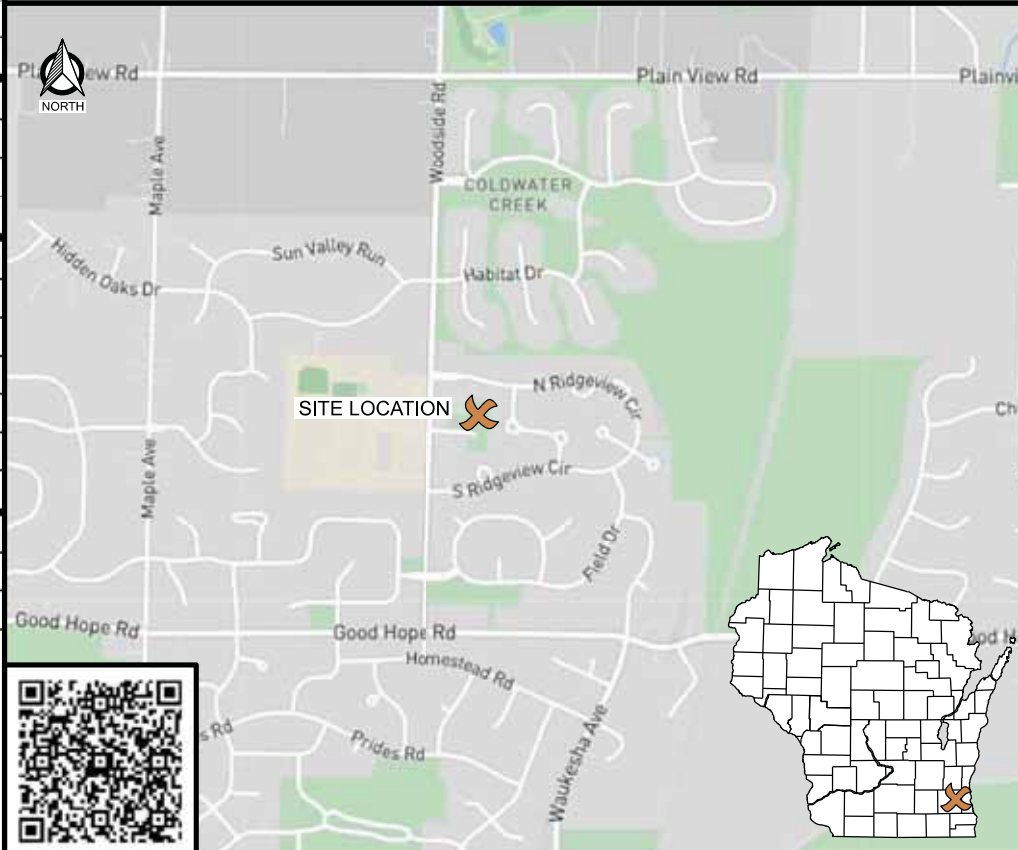 NORTH
Plain View Rd
Plainvi
Woodside Rd
Maple Ave
COLDWATER
CREEK
Sun Valley Run
Habitat Dr
Hidden Oaks Dr
N Ridgeview Cir
SITE LOCATION
Ch
Maple Ave
S Ridgeview Cir
Field Dr
Good Hope Rd
Good Hope Rd
Homestead Rd
s Rd
Prides Rd
Waukesha Ave